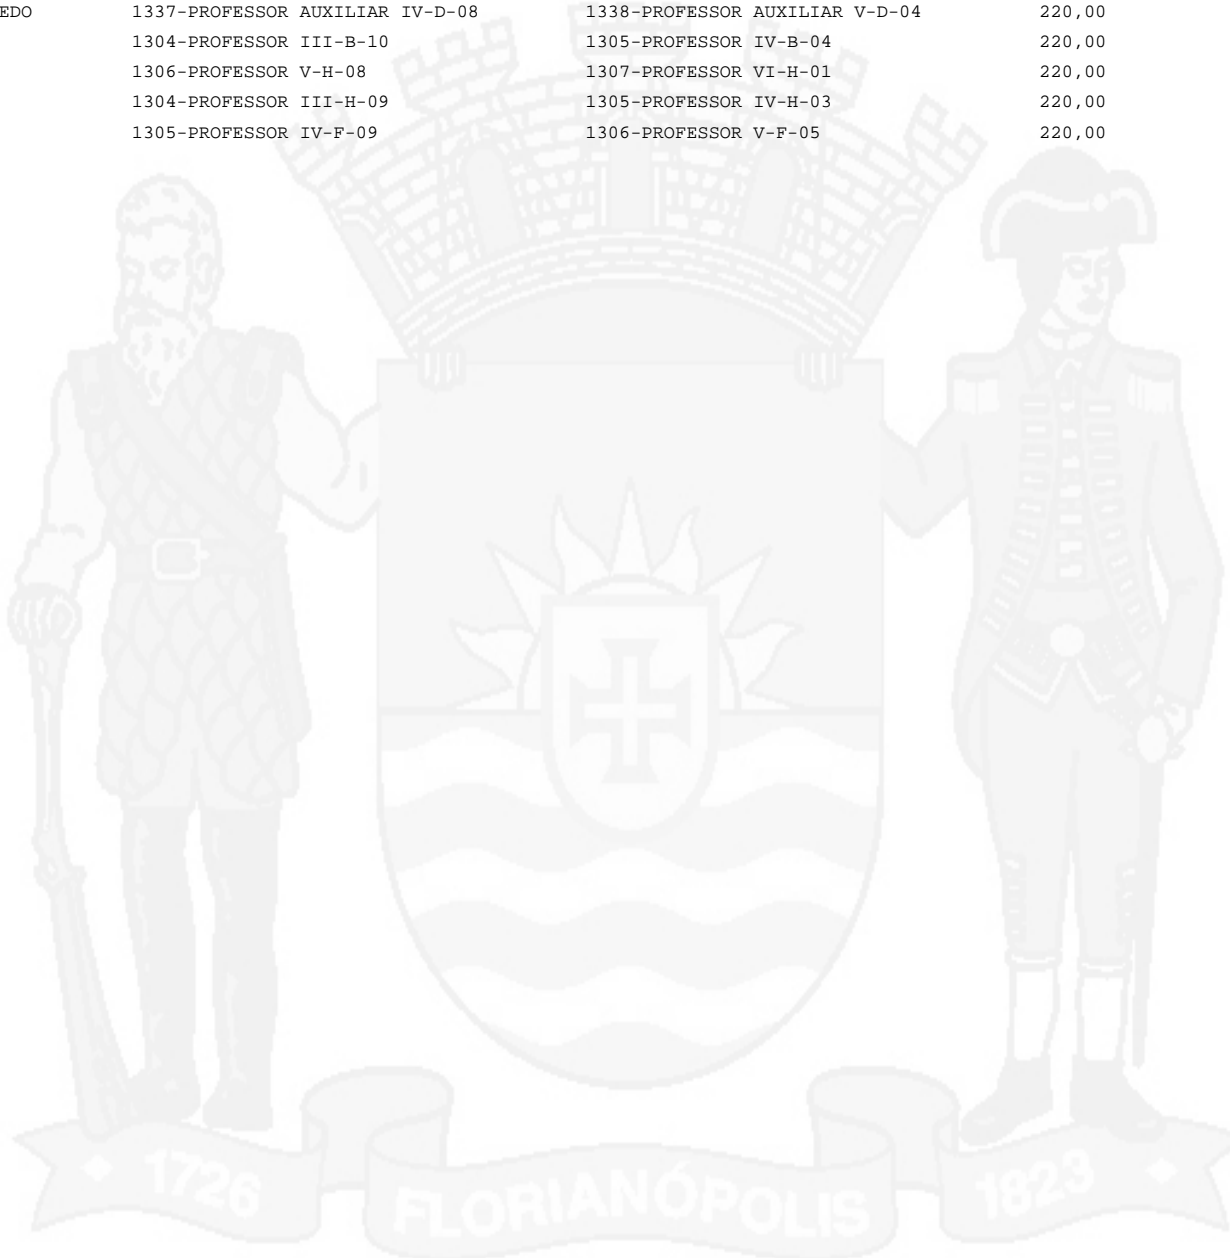 EDO 1337-PROFESSOR AUXILIAR IV-D-08 1338-PROFESSOR AUXILIAR V-D-04 220,00
1304-PROFESSOR III-B-10 1305-PROFESSOR IV-B-04 220,00
1306-PROFESSOR V-H-08 1307-PROFESSOR VI-H-01 220,00
1304-PROFESSOR III-H-09 1305-PROFESSOR IV-H-03 220,00
1305-PROFESSOR IV-F-09 1306-PROFESSOR V-F-05 220,00
1726 FLORIANÓPOLIS 1823